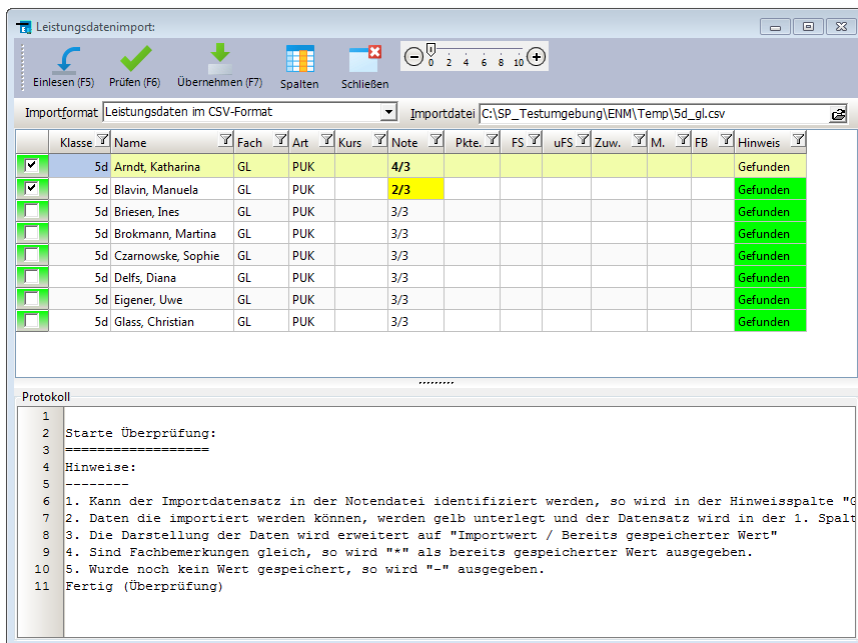 Leistungsdatenimport:
Einlesen (F5) Prüfen (F6) Übernehmen (F7) Spalten Schließen 0 2 4 6 8 10
Importformat Leistungsdaten im CSV-Format Importdatei C:\SP_Testumgebung\ENM\Temp\5d_gl.csv
Klasse Name Fach Art Kurs Note Pkte. FS uFS Zuw. M. FB Hinweis
5d Arndt, Katharina GL PUK 4/3 Gefunden
5d Blavin, Manuela GL PUK 2/3 Gefunden
5d Briesen, Ines GL PUK 3/3 Gefunden
5d Brokmann, Martina GL PUK 3/3 Gefunden
5d Czarnowske, Sophie GL PUK 3/3 Gefunden
5d Delfs, Diana GL PUK 3/3 Gefunden
5d Eigener, Uwe GL PUK 3/3 Gefunden
5d Glass, Christian GL PUK 3/3 Gefunden
Protokoll
1
2 Starte Überprüfung:
3 ==================
4 Hinweise:
5 --------
6 1. Kann der Importdatensatz in der Notendatei identifiziert werden, so wird in der Hinweisspalte "G
7 2. Daten die importiert werden können, werden gelb unterlegt und der Datensatz wird in der 1. Spalt
8 3. Die Darstellung der Daten wird erweitert auf "Importwert / Bereits gespeicherter Wert"
9 4. Sind Fachbemerkungen gleich, so wird "*" als bereits gespeicherter Wert ausgegeben.
10 5. Wurde noch kein Wert gespeichert, so wird "-" ausgegeben.
11 Fertig (Überprüfung)